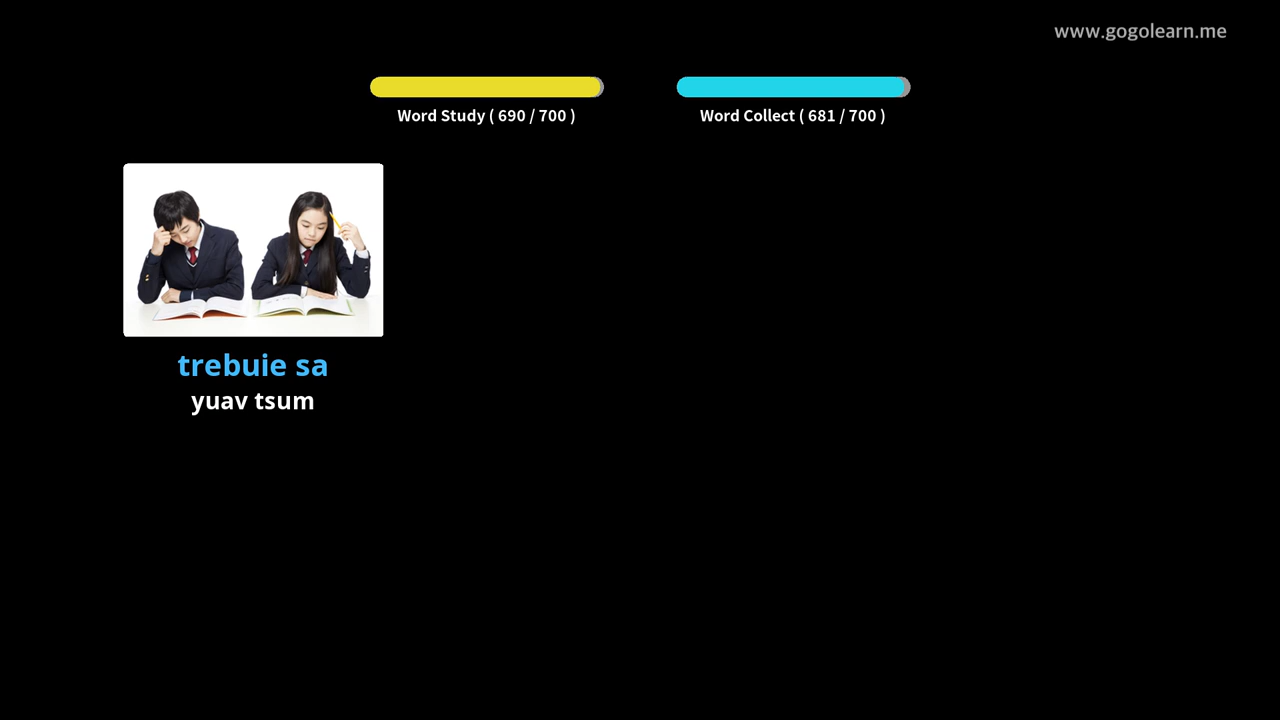 www.gogolearn.me
Word Study ( 690 / 700 )
Word Collect ( 681 / 700 )
trebuie sa
yuav tsum